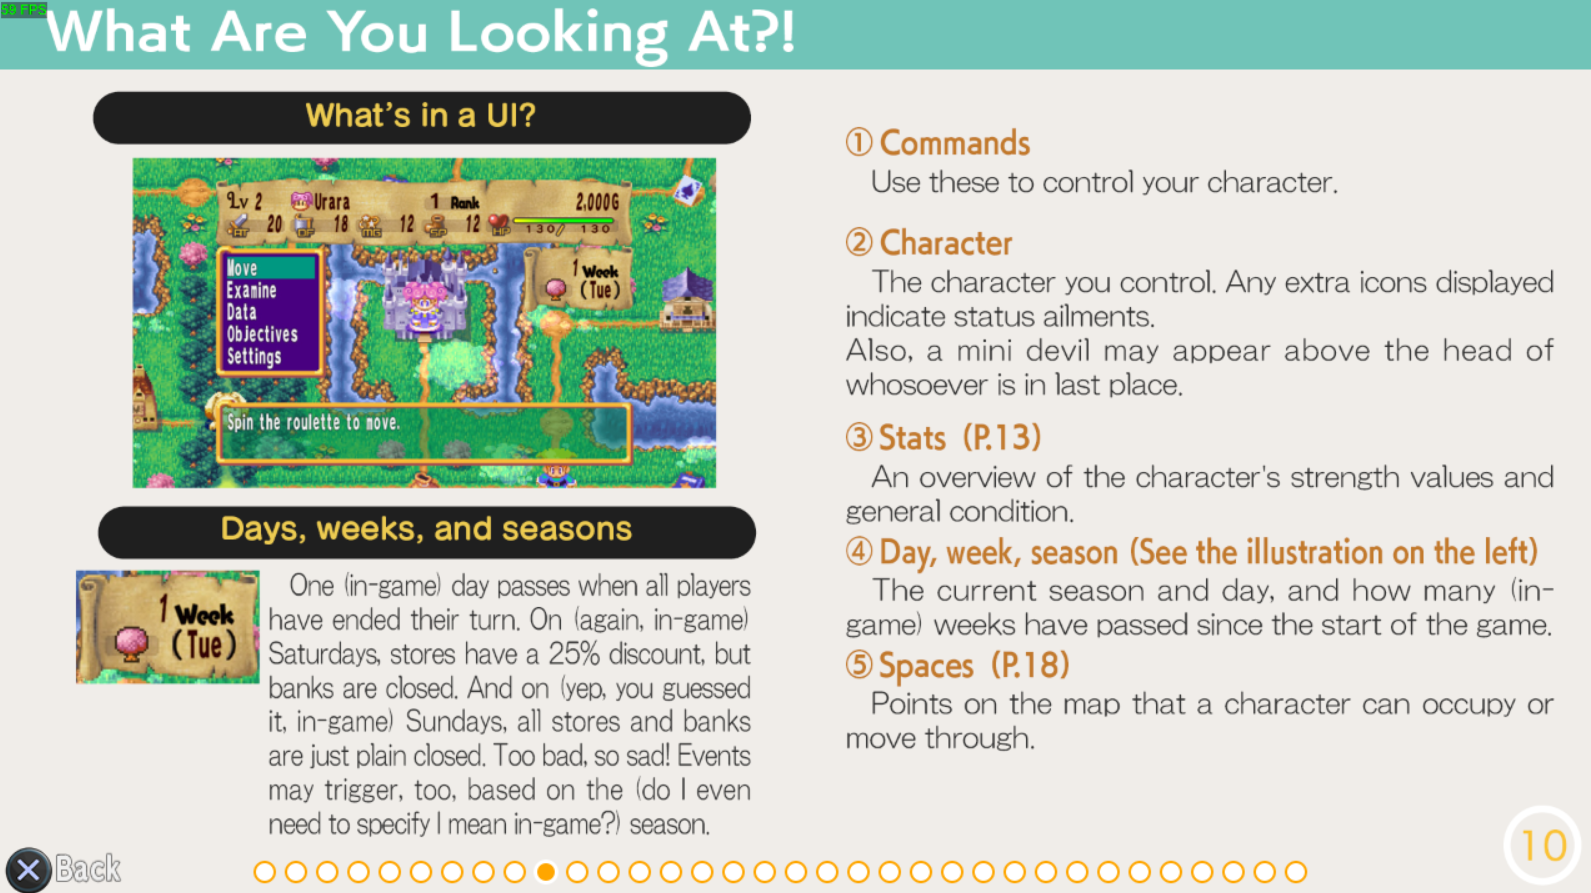 59 FPS
What Are You Looking At?!
What's in a UI?
Lv 2 Urara 1 Rank 2,000G
AT 20 DF 18 MG 12 SP 12 HP 130/ 130
Move
Examine
Data
Objectives
Settings
1 Week
(Tue)
Spin the roulette to move.
Days, weeks, and seasons
1 Week
(Tue)
One (in-game) day passes when all players
have ended their turn. On (again, in-game)
Saturdays, stores have a 25% discount, but
banks are closed. And on (yep, you guessed
it, in-game) Sundays, all stores and banks
are just plain closed. Too bad, so sad! Events
may trigger, too, based on the (do I even
need to specify I mean in-game?) season.
① Commands
Use these to control your character.
② Character
The character you control. Any extra icons displayed
indicate status ailments.
Also, a mini devil may appear above the head of
whosoever is in last place.
③ Stats (P.13)
An overview of the character's strength values and
general condition.
④ Day, week, season (See the illustration on the left)
The current season and day, and how many (in-
game) weeks have passed since the start of the game.
⑤ Spaces (P.18)
Points on the map that a character can occupy or
move through.
Back
10